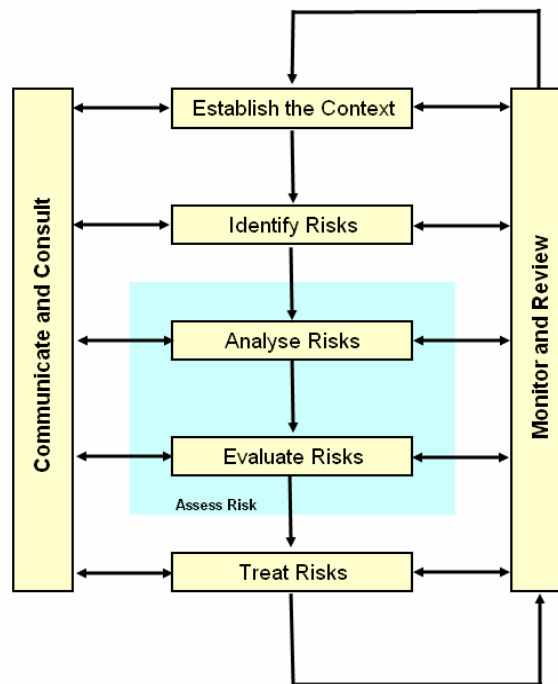 Establish the Context
Communicate and Consult
Monitor and Review
Identify Risks
Analyse Risks
Evaluate Risks
Assess Risk
Treat Risks